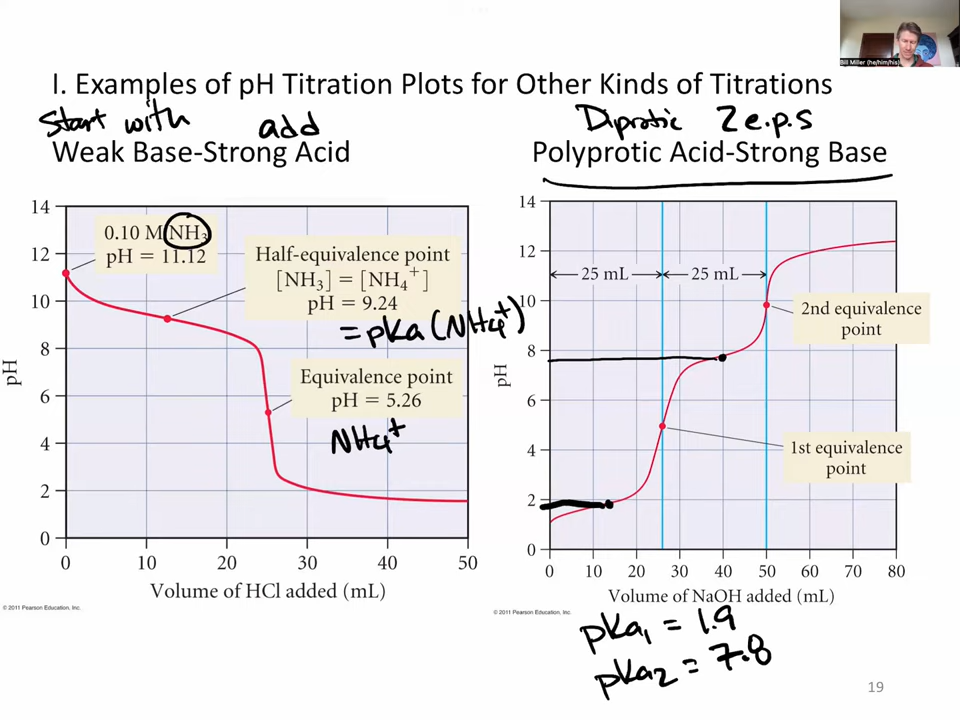 Bill Miller (he/him/his)
I. Examples of pH Titration Plots for Other Kinds of Titrations
Start with add
Weak Base-Strong Acid
14
12
10
8
6
4
2
0
pH
0.10 M NH₃
pH = 11.12
Half-equivalence point
[NH₃] = [NH₄⁺]
pH = 9.24
= pKa (NH₄⁺)
Equivalence point
pH = 5.26
NH₄⁺
0 10 20 30 40 50
Volume of HCl added (mL)
© 2011 Pearson Education, Inc.
Diprotic 2 e.p.s
Polyprotic Acid-Strong Base
14
12
10
8
6
4
2
0
pH
25 mL 25 mL
2nd equivalence
point
1st equivalence
point
0 10 20 30 40 50 60 70 80
Volume of NaOH added (mL)
© 2011 Pearson Education, Inc.
pKa₁ = 1.9
pKa₂ = 7.8
19